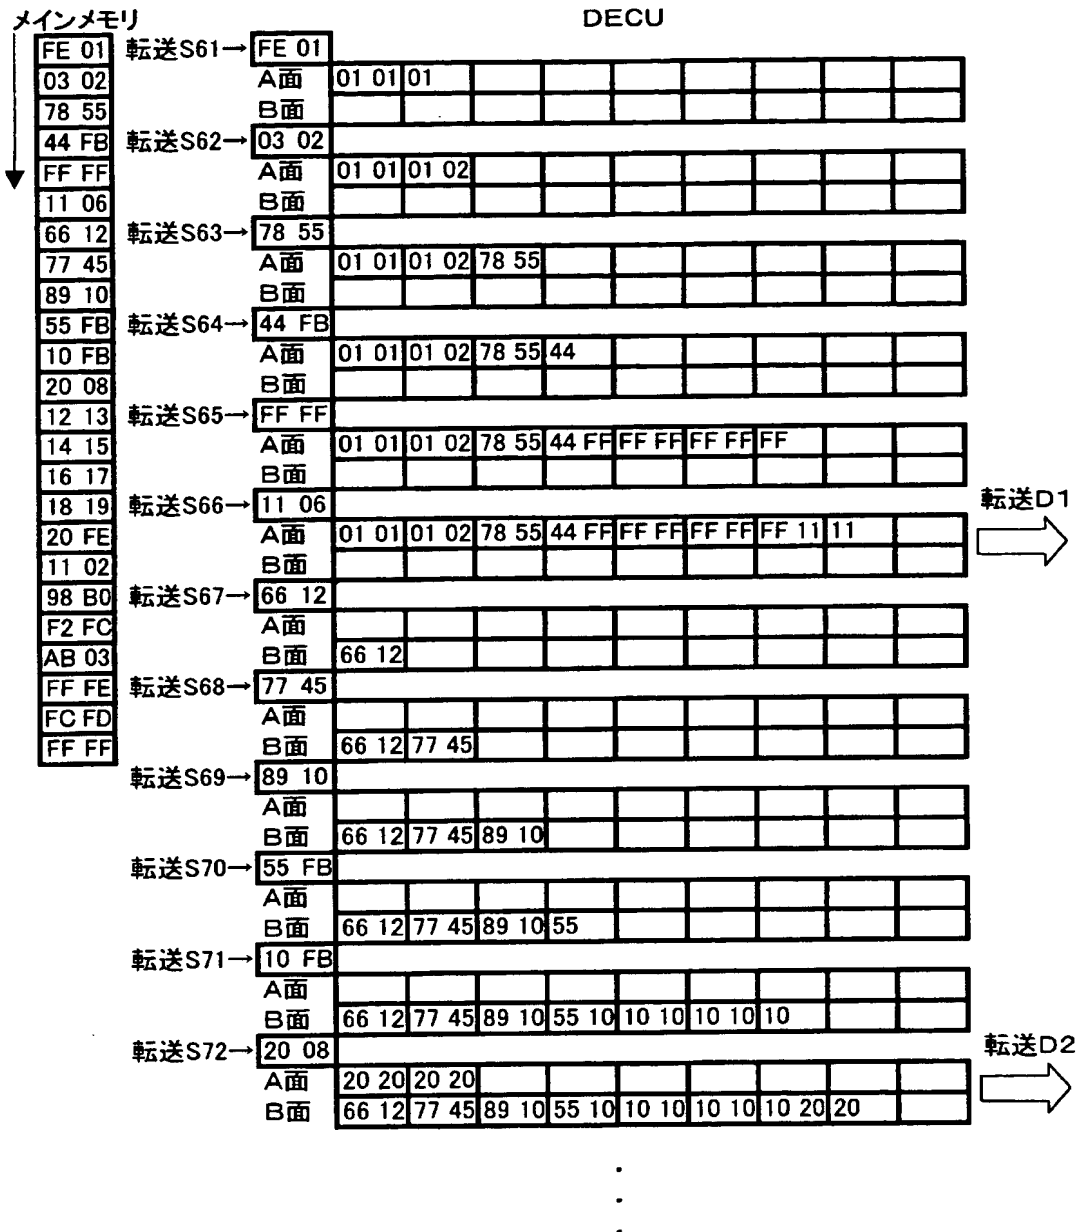 メインメモリ
DECU
FE 01
03 02
78 55
44 FB
FF FF
11 06
66 12
77 45
89 10
55 FB
10 FB
20 08
12 13
14 15
16 17
18 19
20 FE
11 02
98 B0
F2 FC
AB 03
FF FE
FC FD
FF FF
転送S61→ FE 01
A面 01 01 01
B面
転送S62→ 03 02
A面 01 01 01 02
B面
転送S63→ 78 55
A面 01 01 01 02 78 55
B面
転送S64→ 44 FB
A面 01 01 01 02 78 55 44
B面
転送S65→ FF FF
A面 01 01 01 02 78 55 44 FF FF FF FF FF FF
B面
転送S66→ 11 06
転送D1
A面 01 01 01 02 78 55 44 FF FF FF FF FF FF 11 11
B面
転送S67→ 66 12
A面
B面 66 12
転送S68→ 77 45
A面
B面 66 12 77 45
転送S69→ 89 10
A面
B面 66 12 77 45 89 10
転送S70→ 55 FB
A面
B面 66 12 77 45 89 10 55
転送S71→ 10 FB
A面
B面 66 12 77 45 89 10 55 10 10 10 10 10 10
転送S72→ 20 08
転送D2
A面 20 20 20 20
B面 66 12 77 45 89 10 55 10 10 10 10 10 10 20 20